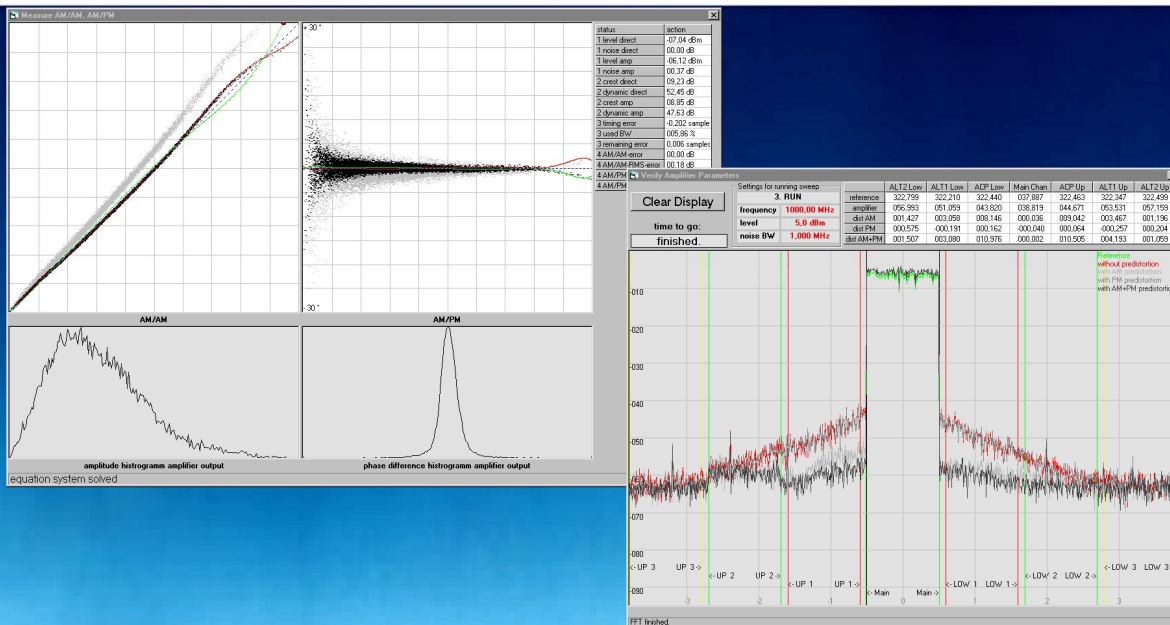 Measure AM/AM, AM/PM
+ 30 °
- 30 °
AM/AM
AM/PM
amplitude histogramm amplifier output
phase difference histogramm amplifier output
equation system solved
status action
1 level direct -07,04 dBm
1 noise direct 00,00 dB
1 level amp -06,12 dBm
1 noise amp 00,37 dB
2 crest direct 09,23 dB
2 dynamic direct 52,45 dB
2 crest amp 08,85 dB
2 dynamic amp 47,63 dB
3 timing error -0,202 sample
3 used BW 005,86 %
3 remaining error 0,006 samples
4 AM/AM-error 00,00 dB
4 AM/AM-RMS-error 00,18 dB
4 AM/PM
4 AM/PM
Verify Amplifier Parameters
Clear Display
time to go:
finished.
Settings for running sweep
3. RUN
frequency 1000,00 MHz
level 5,0 dBm
noise BW 1,000 MHz
ALT2 Low ALT1 Low ACP Low Main Chan ACP Up ALT1 Up ALT2 Up
reference 322,799 322,210 322,440 037,887 322,463 322,347 322,499
amplifier 056,993 051,059 043,820 038,819 044,671 053,531 057,159
dist AM 001,427 003,058 008,146 000,036 009,042 003,467 001,196
dist PM 000,575 -000,191 000,162 -000,040 000,064 -000,257 000,204
dist AM+PM 001,507 003,080 010,976 000,002 010,505 004,193 001,059
Reference
without predistortion
with AM predistortion
with PM predistortion
with AM+PM predistortio
-010
-020
-030
-040
-050
-060
-070
-080
-090
<- UP 3 UP 3->
<- UP 2 UP 2->
<- UP 1 UP 1->
<- Main Main->
<- LOW 1 LOW 1->
<- LOW 2 LOW 2->
<- LOW 3 LOW 3
-3 -2 -1 0 1 2 3
FFT finished.